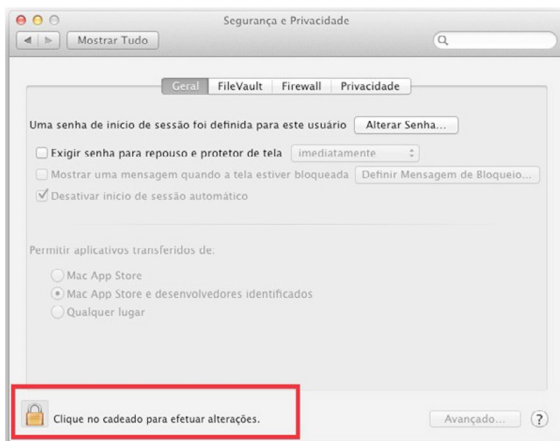 Segurança e Privacidade
Mostrar Tudo
Geral FileVault Firewall Privacidade
Uma senha de início de sessão foi definida para este usuário Alterar Senha...
Exigir senha para repouso e protetor de tela imediatamente
Mostrar uma mensagem quando a tela estiver bloqueada Definir Mensagem de Bloqueio...
Desativar início de sessão automático
Permitir aplicativos transferidos de:
Mac App Store
Mac App Store e desenvolvedores identificados
Qualquer lugar
Clique no cadeado para efetuar alterações.
Avançado... ?